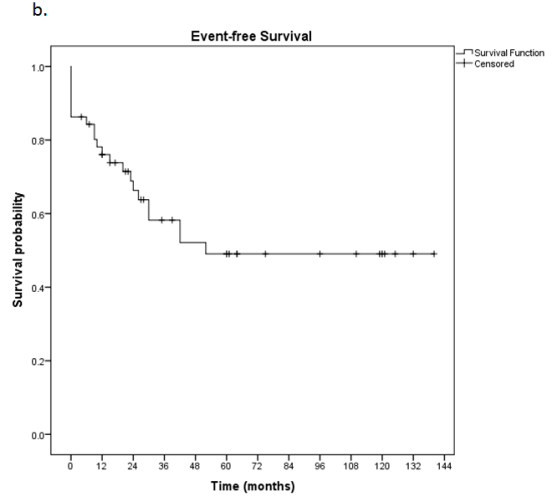 b.
Event-free Survival
Survival Function
Censored
1.0
0.8
0.6
0.4
0.2
0.0
Survival probability
0 12 24 36 48 60 72 84 96 108 120 132 144
Time (months)